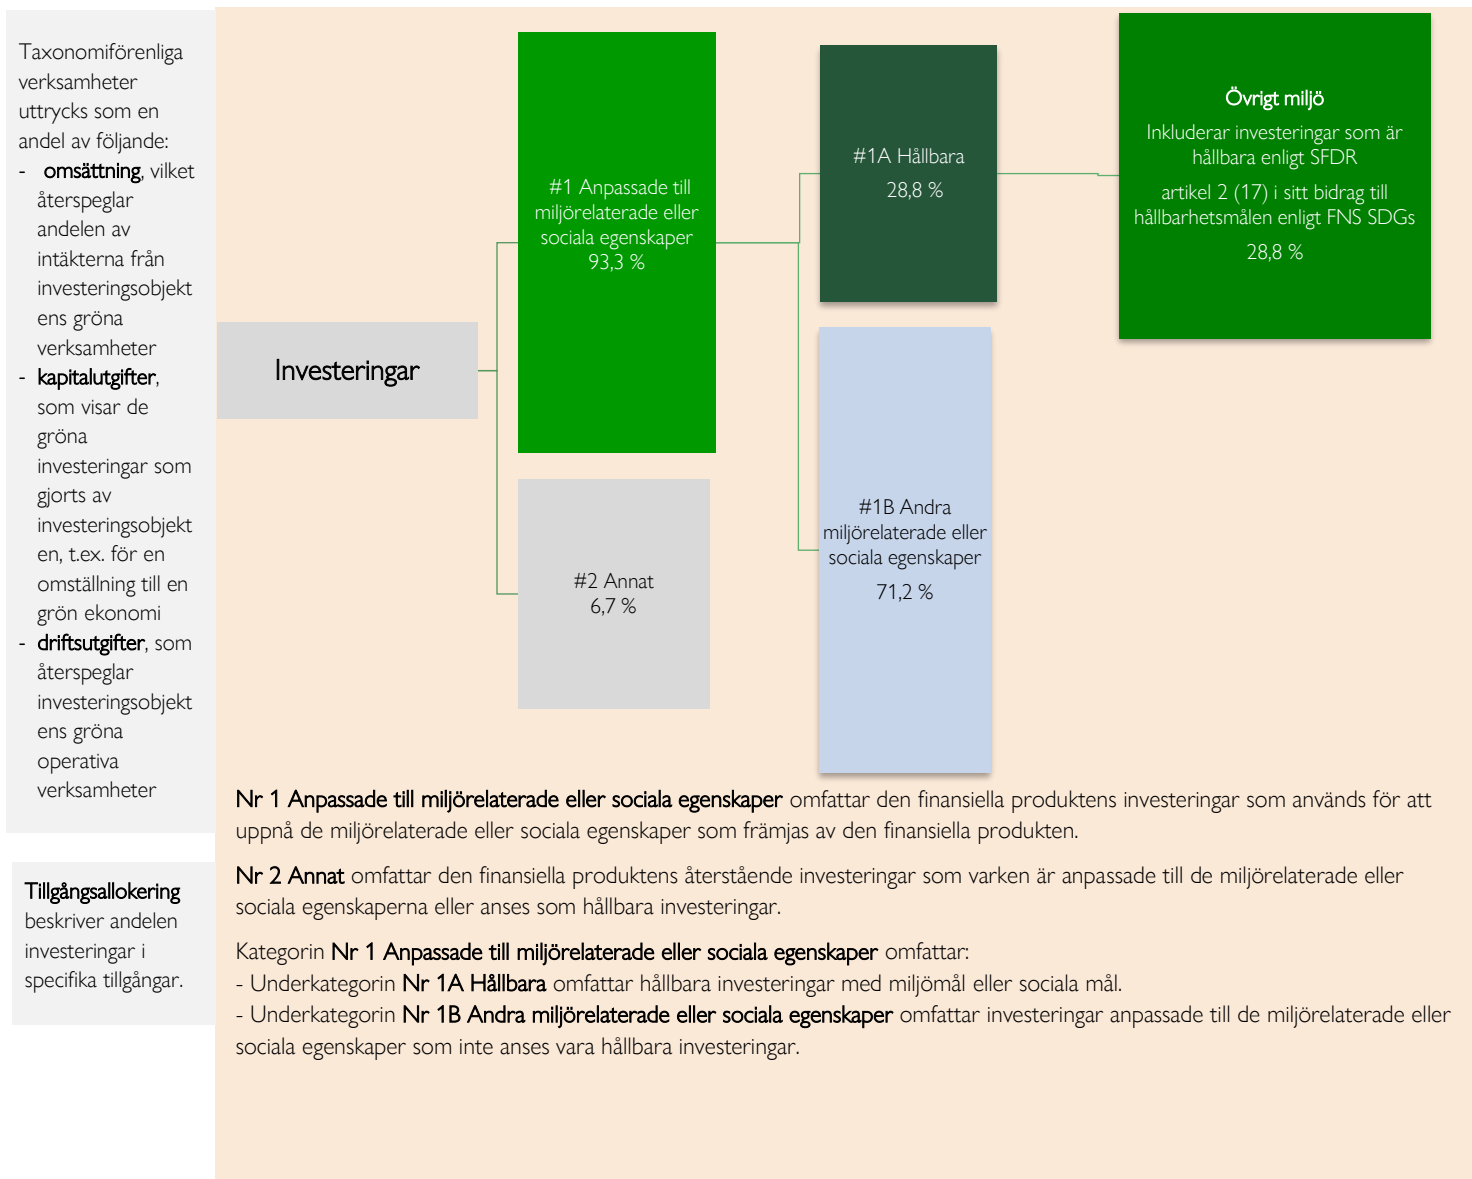 Taxonomiförenliga
verksamheter
uttrycks som en
andel av följande:
- omsättning, vilket
återspeglar
andelen av
intäkterna från
investeringsobjekt
ens gröna
verksamheter
- kapitalutgifter,
som visar de
gröna
investeringar som
gjorts av
investeringsobjekt
en, t.ex. för en
omställning till en
grön ekonomi
- driftsutgifter, som
återspeglar
investeringsobjekt
ens gröna
operativa
verksamheter
Tillgångsallokering
beskriver andelen
investeringar i
specifika tillgångar.
Investeringar
#1 Anpassade till
miljörelaterade eller
sociala egenskaper
93,3 %
#2 Annat
6,7 %
#1A Hållbara
28,8 %
#1B Andra
miljörelaterade eller
sociala egenskaper
71,2 %
Övrigt miljö
Inkluderar investeringar som är
hållbara enligt SFDR
artikel 2 (17) i sitt bidrag till
hållbarhetsmålen enligt FNS SDGs
28,8 %
Nr 1 Anpassade till miljörelaterade eller sociala egenskaper omfattar den finansiella produktens investeringar som används för att
uppnå de miljörelaterade eller sociala egenskaper som främjas av den finansiella produkten.
Nr 2 Annat omfattar den finansiella produktens återstående investeringar som varken är anpassade till de miljörelaterade eller
sociala egenskaperna eller anses som hållbara investeringar.
Kategorin Nr 1 Anpassade till miljörelaterade eller sociala egenskaper omfattar:
- Underkategorin Nr 1A Hållbara omfattar hållbara investeringar med miljömål eller sociala mål.
- Underkategorin Nr 1B Andra miljörelaterade eller sociala egenskaper omfattar investeringar anpassade till de miljörelaterade eller
sociala egenskaper som inte anses vara hållbara investeringar.